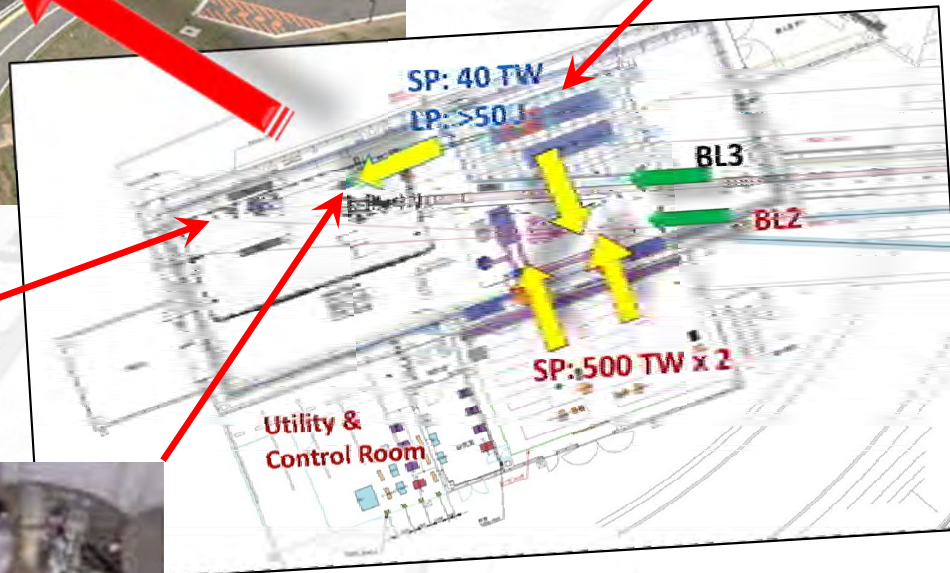 SP: 40 TW
LP: >50 J
BL3
BL2
SP: 500 TW x 2
Utility &
Control Room